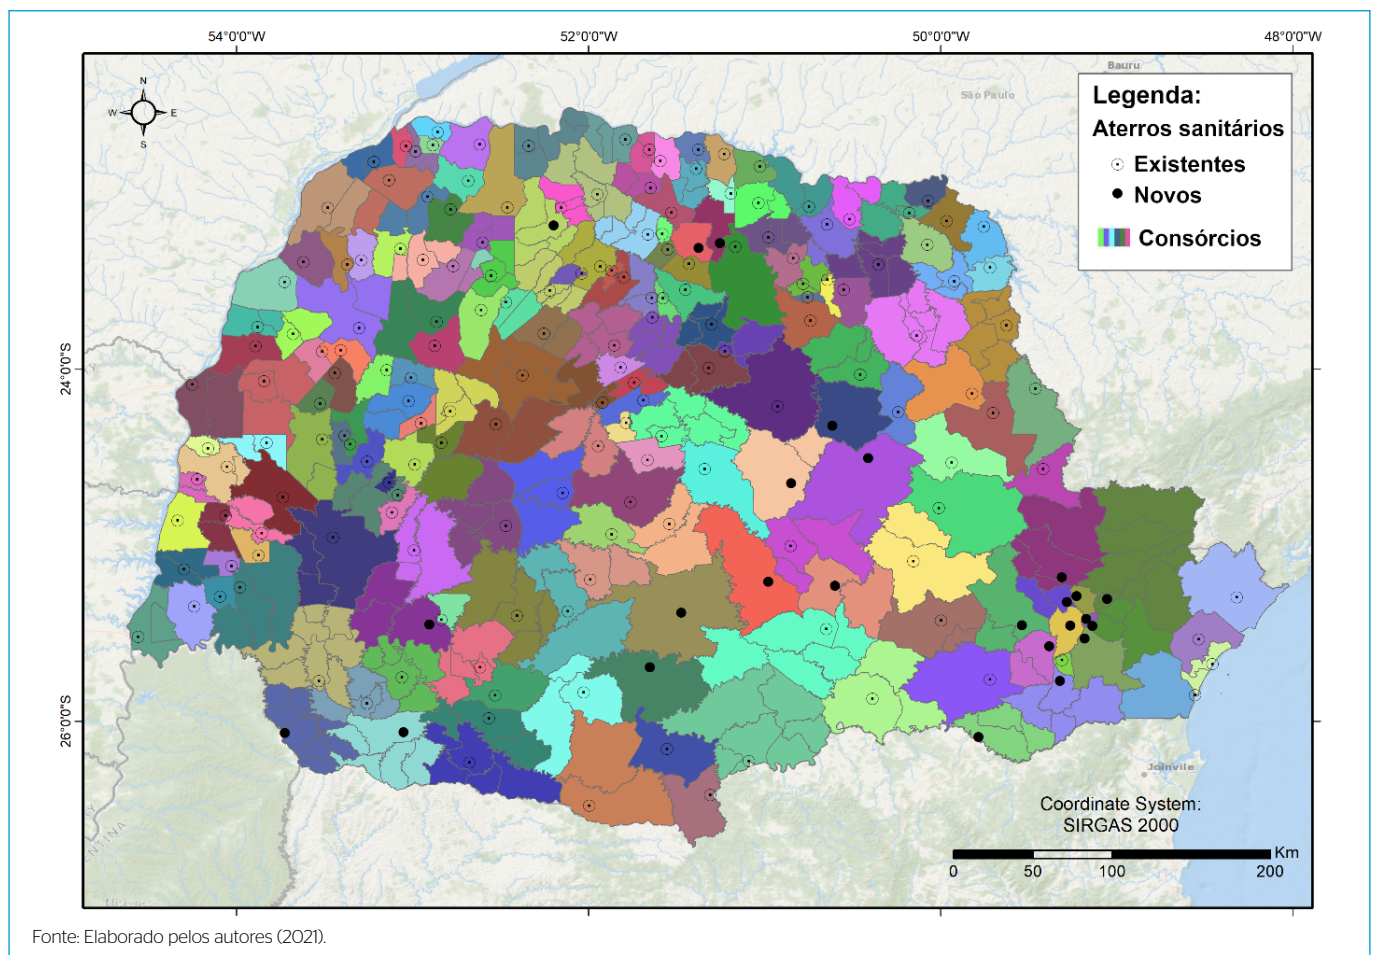 54°0'0"W 52°0'0"W 50°0'0"W 48°0'0"W
Bauru
São Paulo
N
W E
S
Legenda:
Aterros sanitários
Existentes
Novos
Consórcios
24°0'0"S
26°0'0"S
Joinvile
Coordinate System:
SIRGAS 2000
Km
0 50 100 200
Fonte: Elaborado pelos autores (2021).